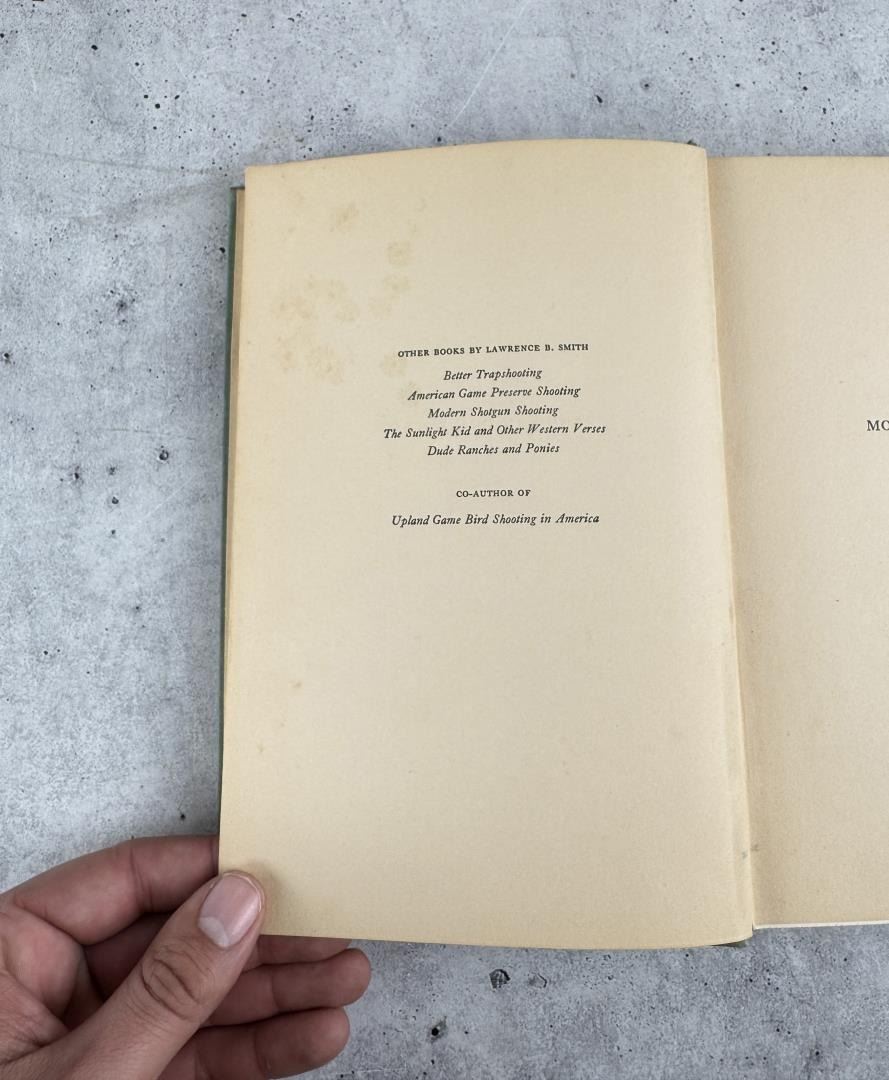 OTHER BOOKS BY LAWRENCE B. SMITH
Better Trapshooting
American Game Preserve Shooting
Modern Shotgun Shooting
The Sunlight Kid and Other Western Verses
Dude Ranches and Ponies
CO-AUTHOR OF
Upland Game Bird Shooting in America
MO